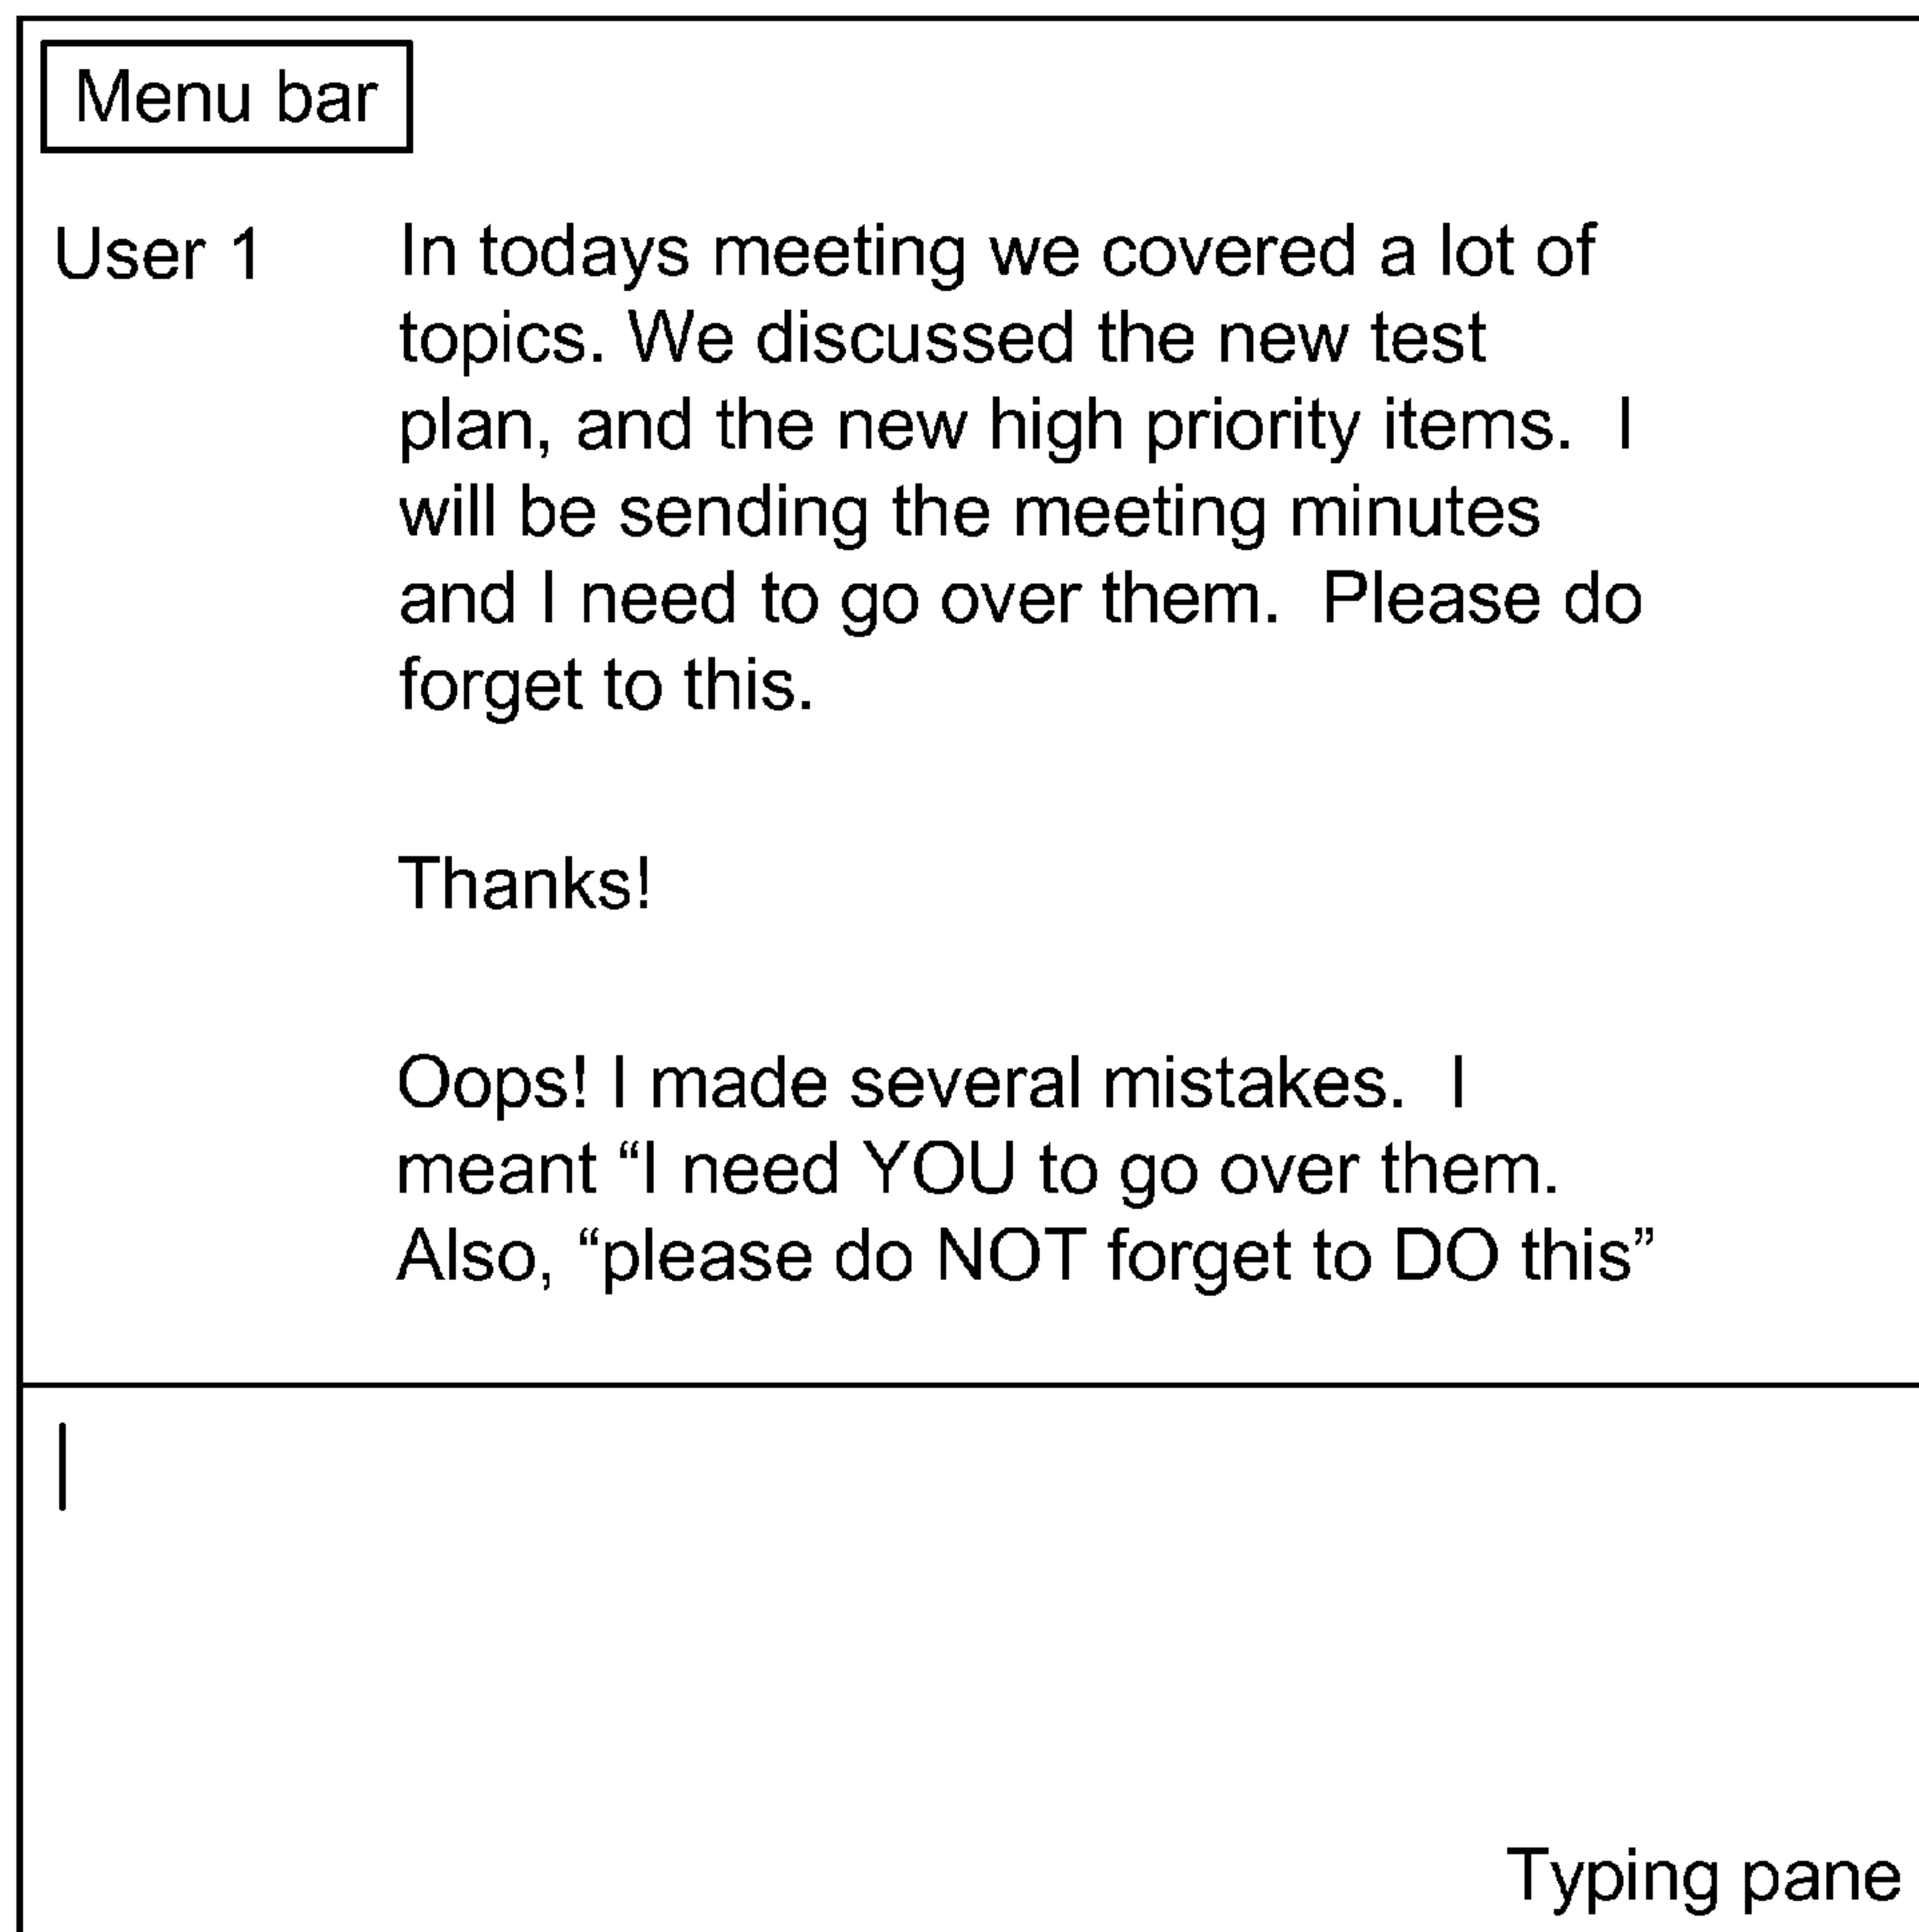 Menu bar
User 1 In todays meeting we covered a lot of
topics. We discussed the new test
plan, and the new high priority items.  I
will be sending the meeting minutes
and I need to go over them.  Please do
forget to this.
Thanks!
Oops! I made several mistakes.  I
meant “I need YOU to go over them.
Also, “please do NOT forget to DO this”
Typing pane